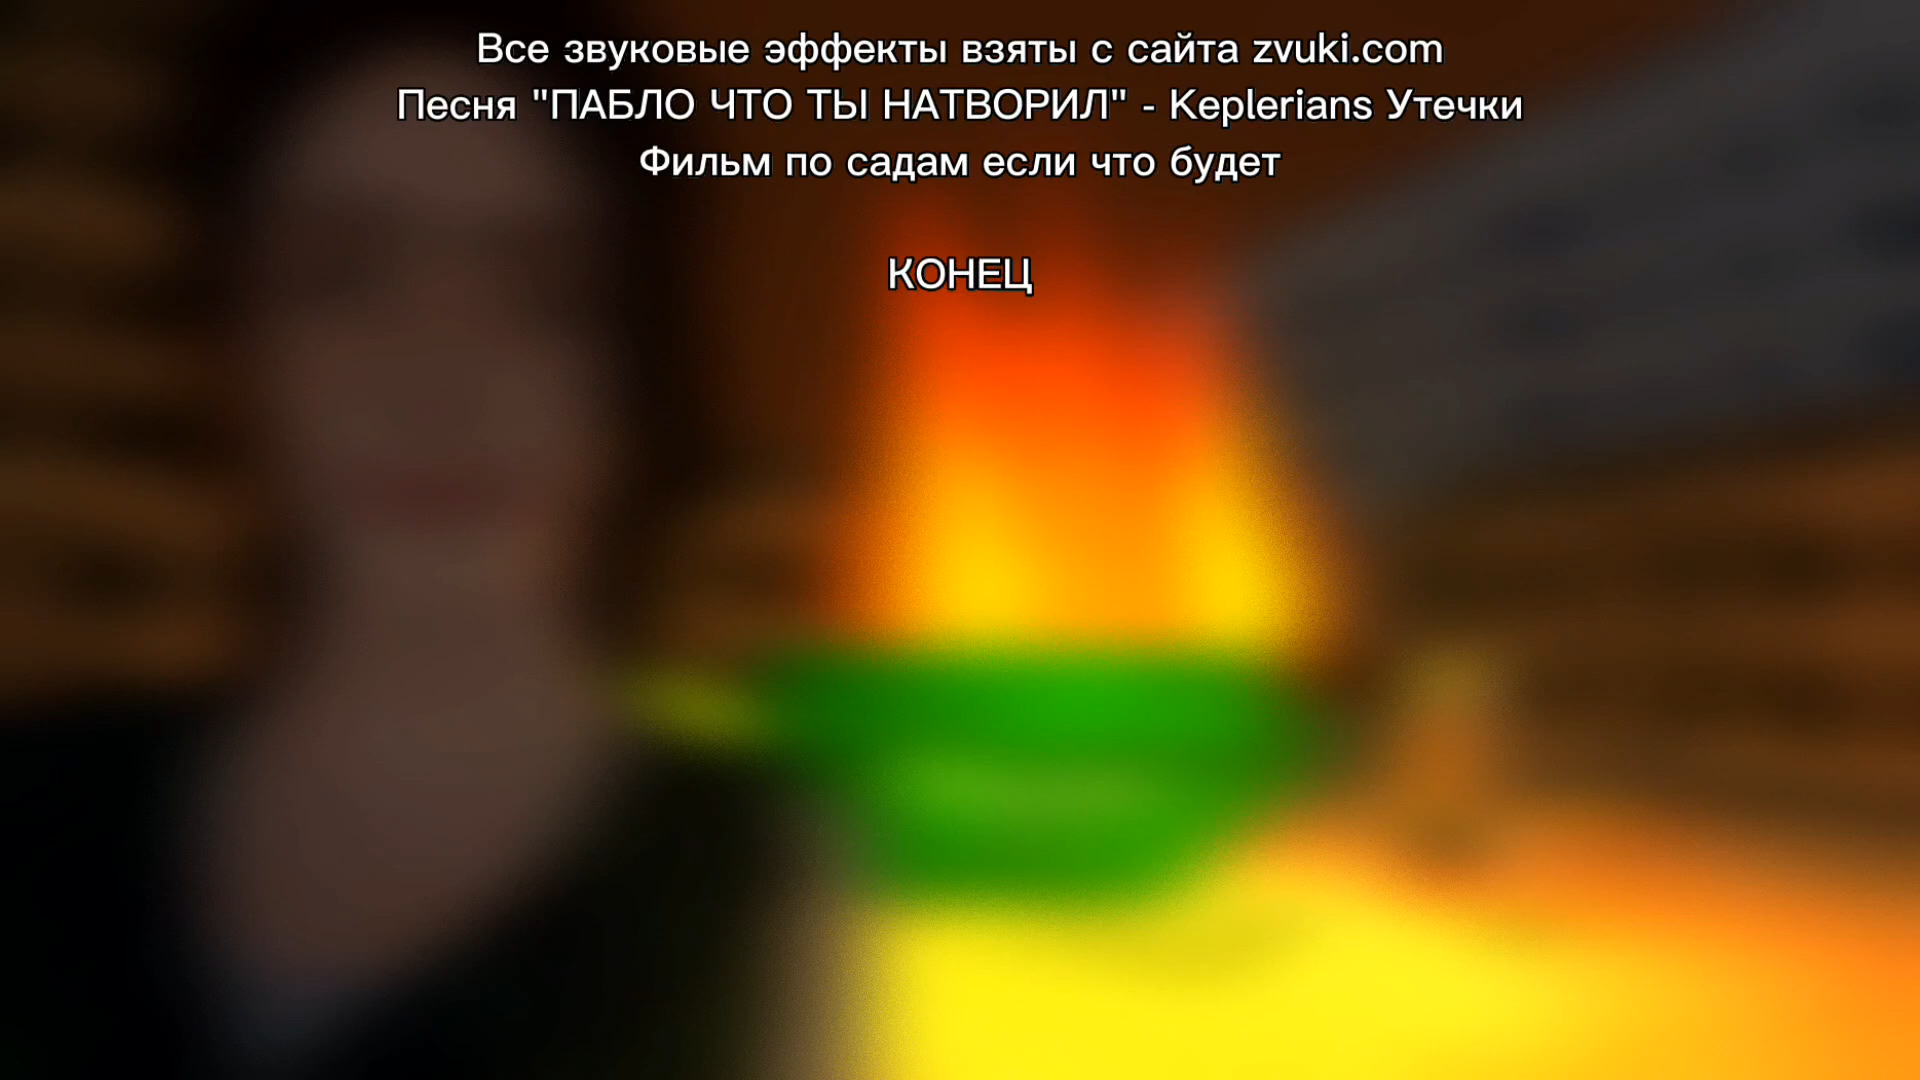 Все звуковые эффекты взяты с сайта zvuki.com
Песня "ПАБЛО ЧТО ТЫ НАТВОРИЛ" - Keplerians Утечки
Фильм по садам если что будет
КОНЕЦ